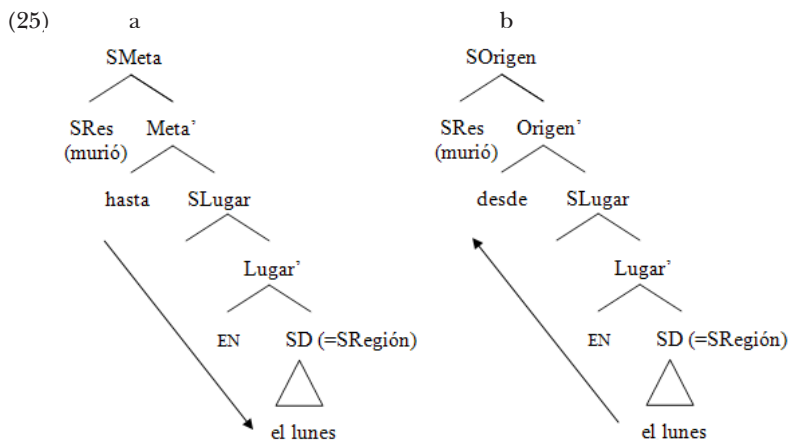 (25) a b
SMeta SOrigen
SRes Meta’ SRes Origen’
(murió) (murió)
hasta SLugar desde SLugar
Lugar’ Lugar’
EN SD (=SRegión) EN SD (=SRegión)
el lunes el lunes